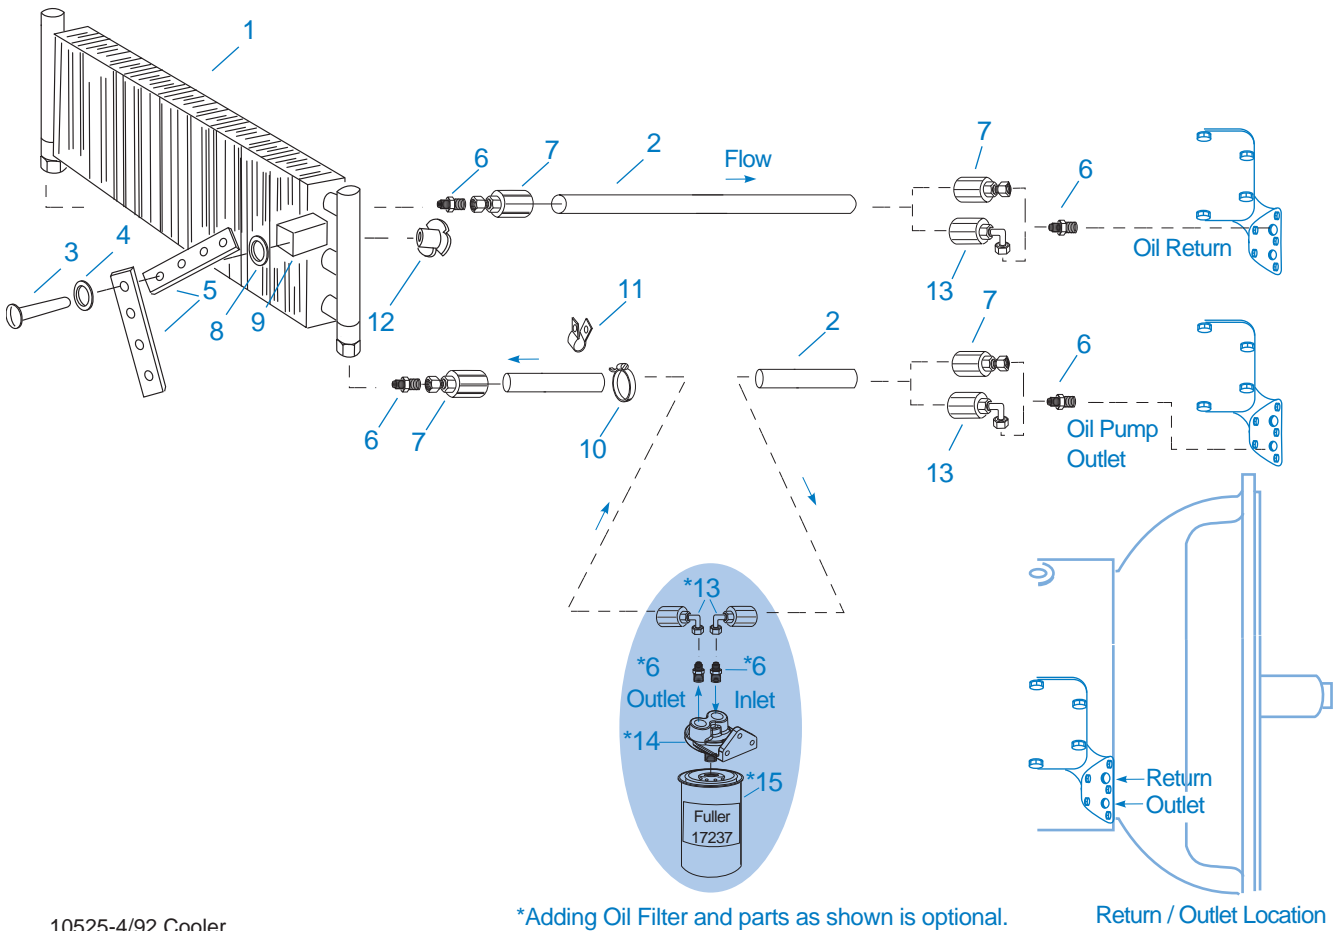 1
2
Flow
7
6
7
6
4
3
5
8
9
12
Oil Return
13
11
2
7
6
6
7
10
Oil Pump
Outlet
13
*13
*6
*6
Outlet
Inlet
*14
*15
Fuller
17237
Return
Outlet
10525-4/92 Cooler
*Adding Oil Filter and parts as shown is optional.
Return / Outlet Location